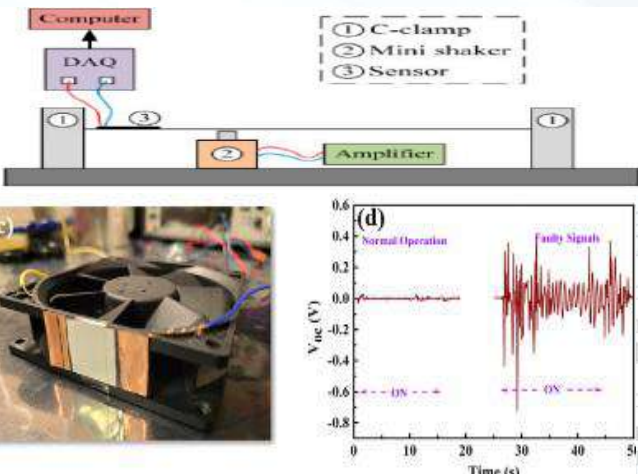 Computer
DAQ
① C-clamp
② Mini shaker
③ Sensor
①
③
①
②
Amplifier
(d)
Normal Operation
Faulty Signals
ON
ON
0.6
0.4
0.2
0.0
-0.2
-0.4
-0.6
-0.8
V_oc (V)
0
10
20
30
40
50
Time (s)